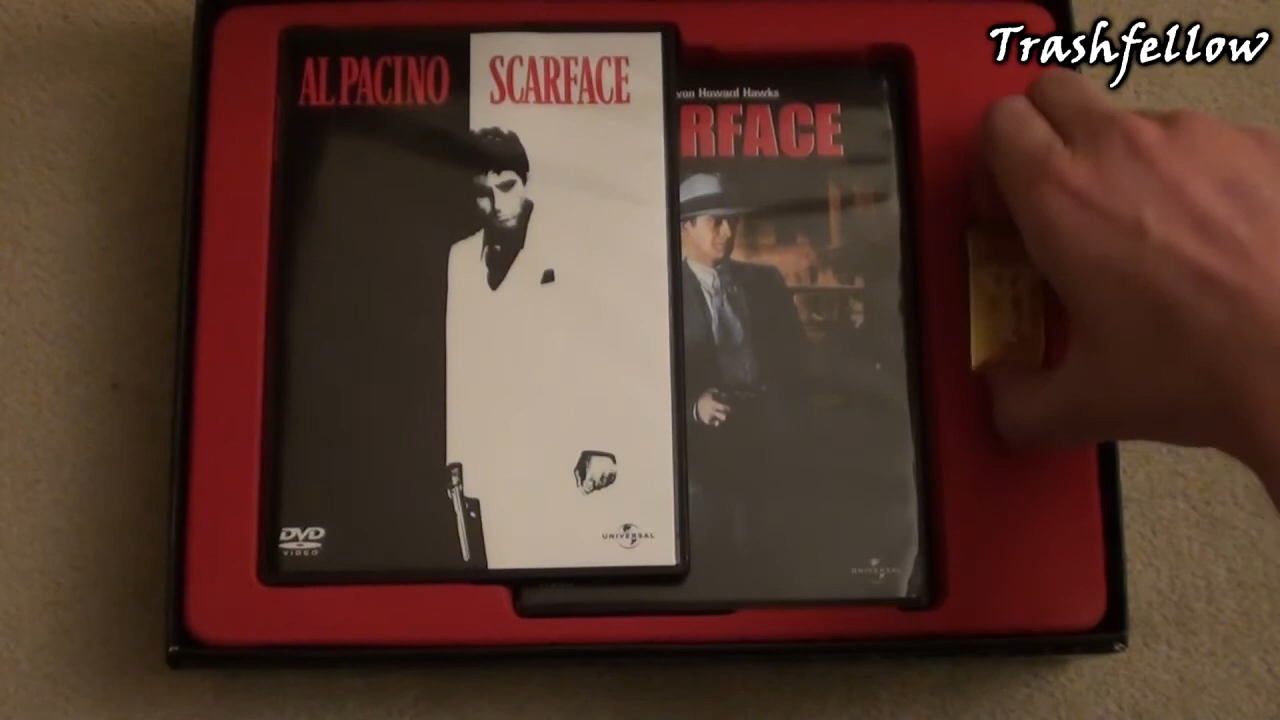 Trashfellow
AL PACINO
SCARFACE
von Howard Hawks
RFACE
DVD
VIDEO
UNIVERSAL
UNIVERSAL